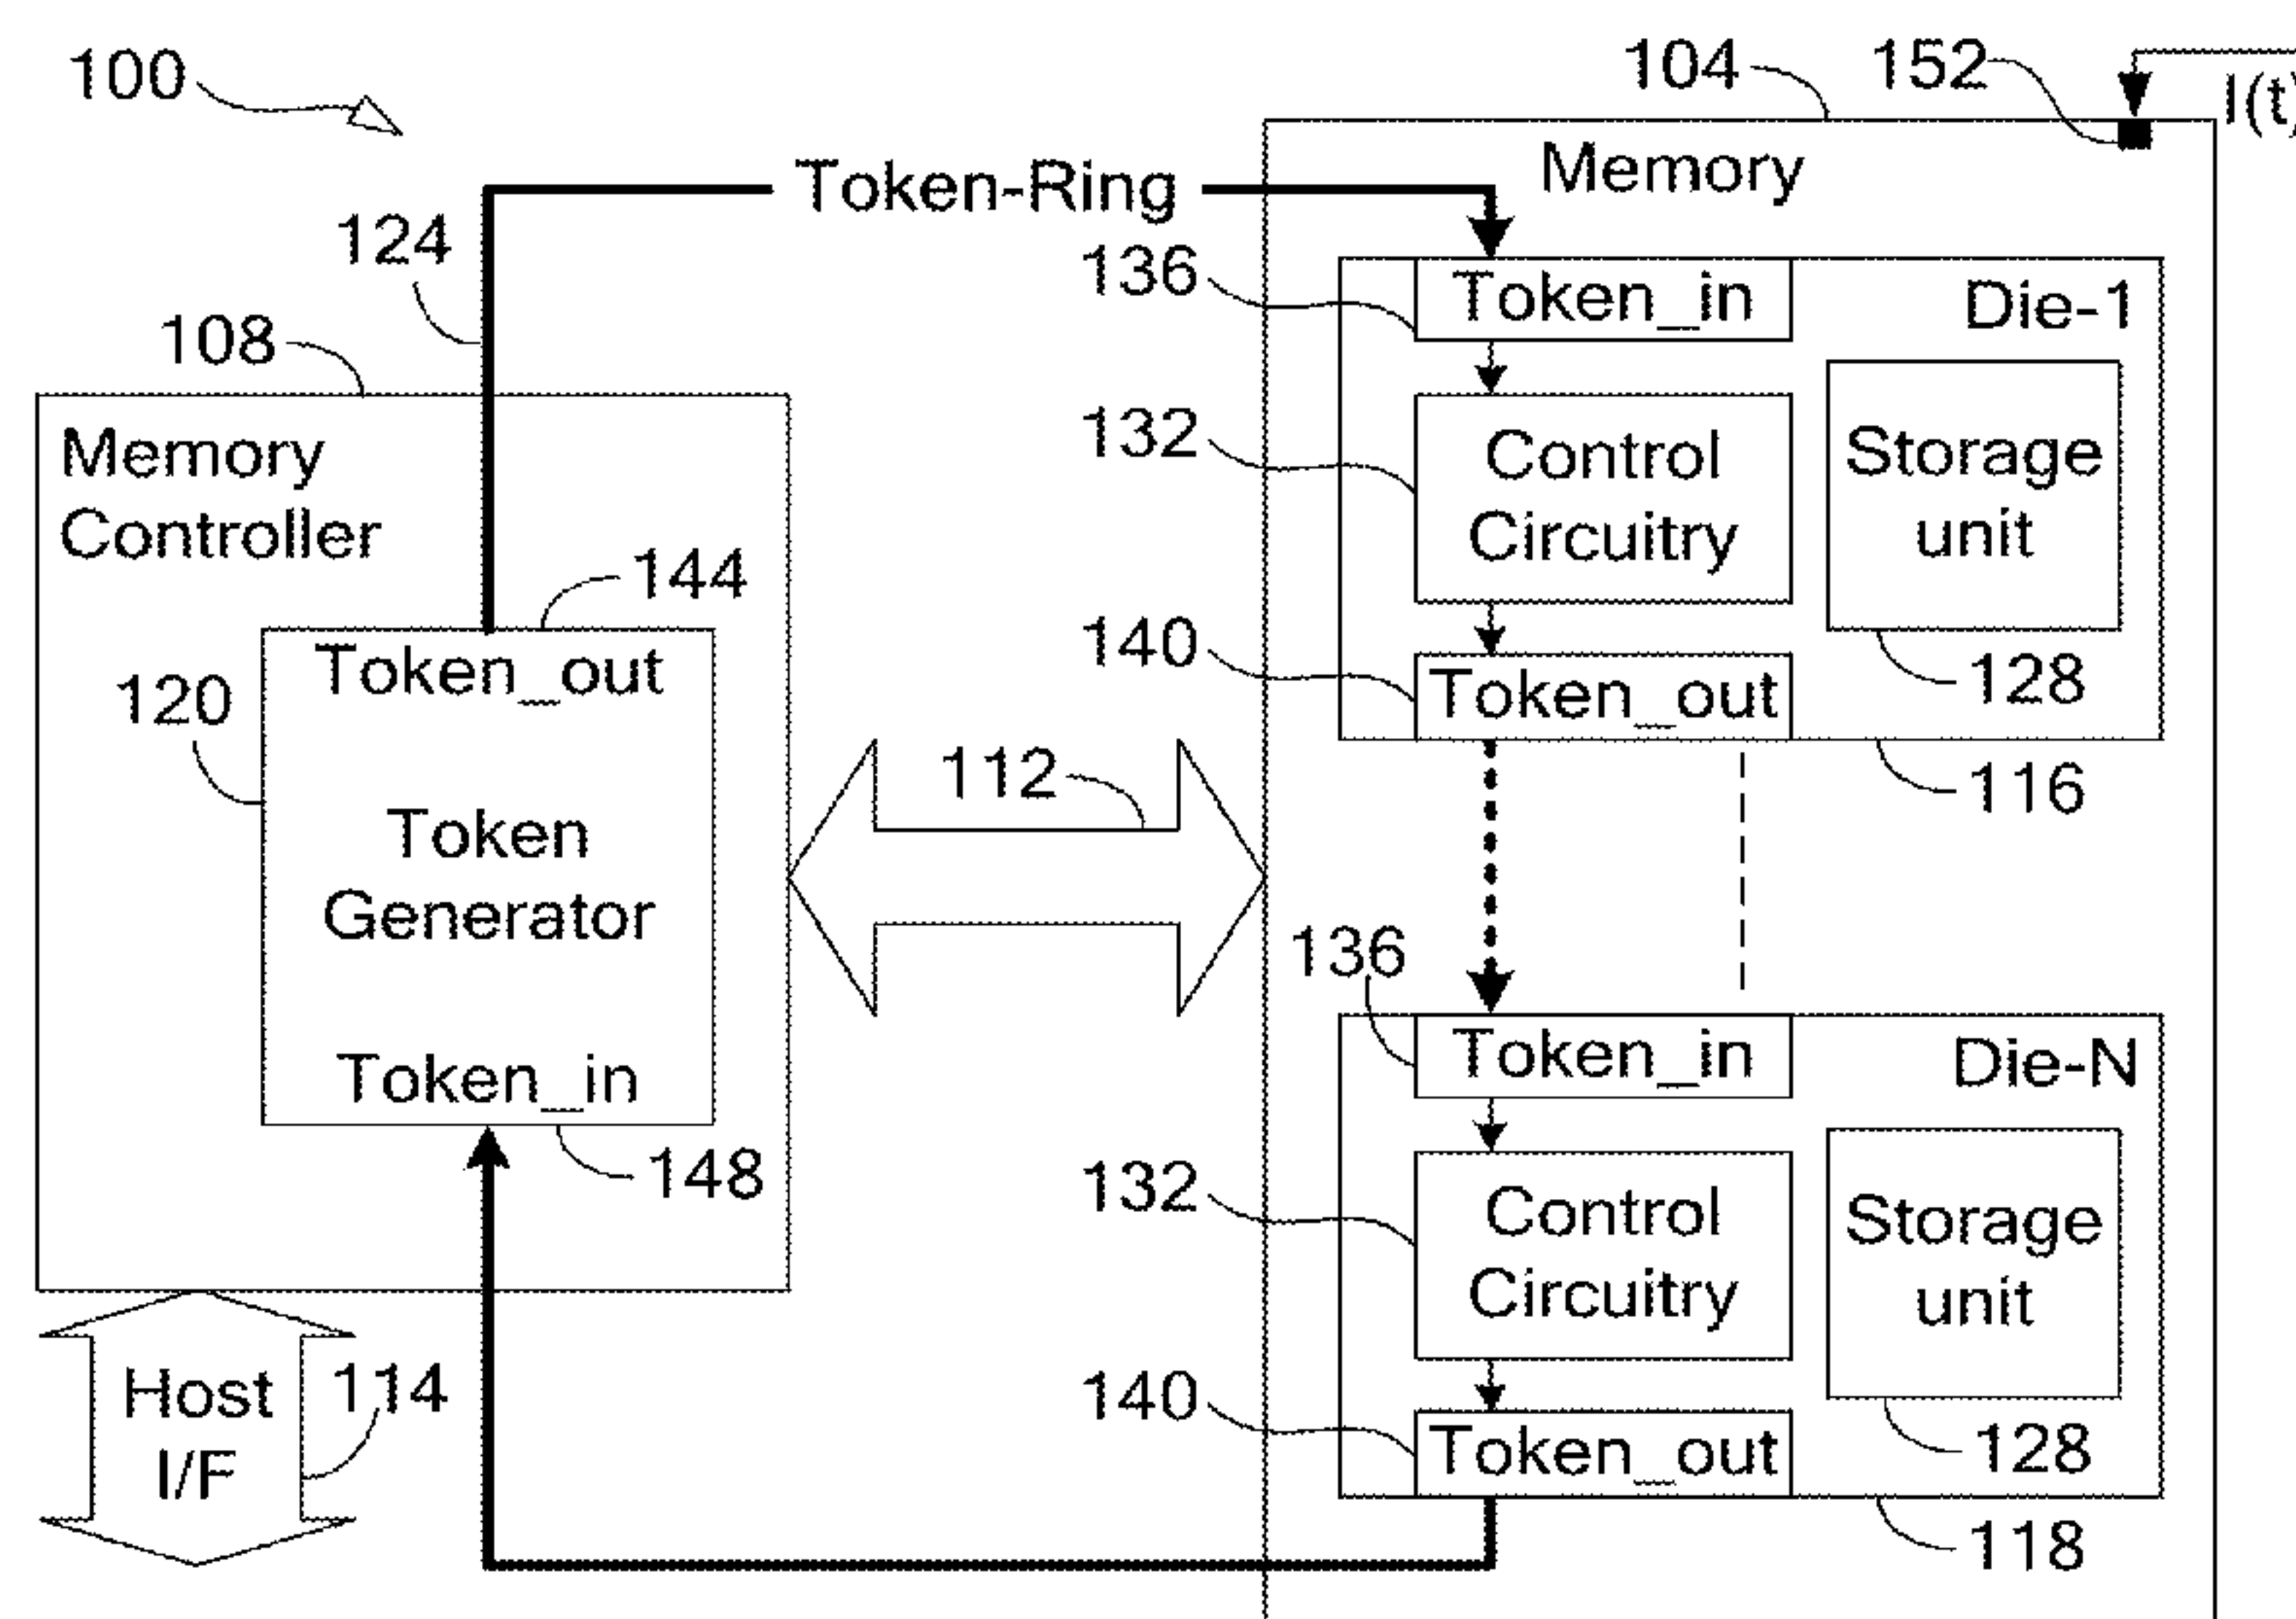 100
104
152
I(t)
Token-Ring
Memory
124
136
Token_in
Die-1
108
Memory
Controller
132
Control
Circuitry
Storage
unit
144
Token_out
120
140
Token_out
128
112
116
Token
Generator
136
Token_in
Die-N
Token_in
148
132
Control
Circuitry
Storage
unit
Host
I/F
114
140
Token_out
128
118